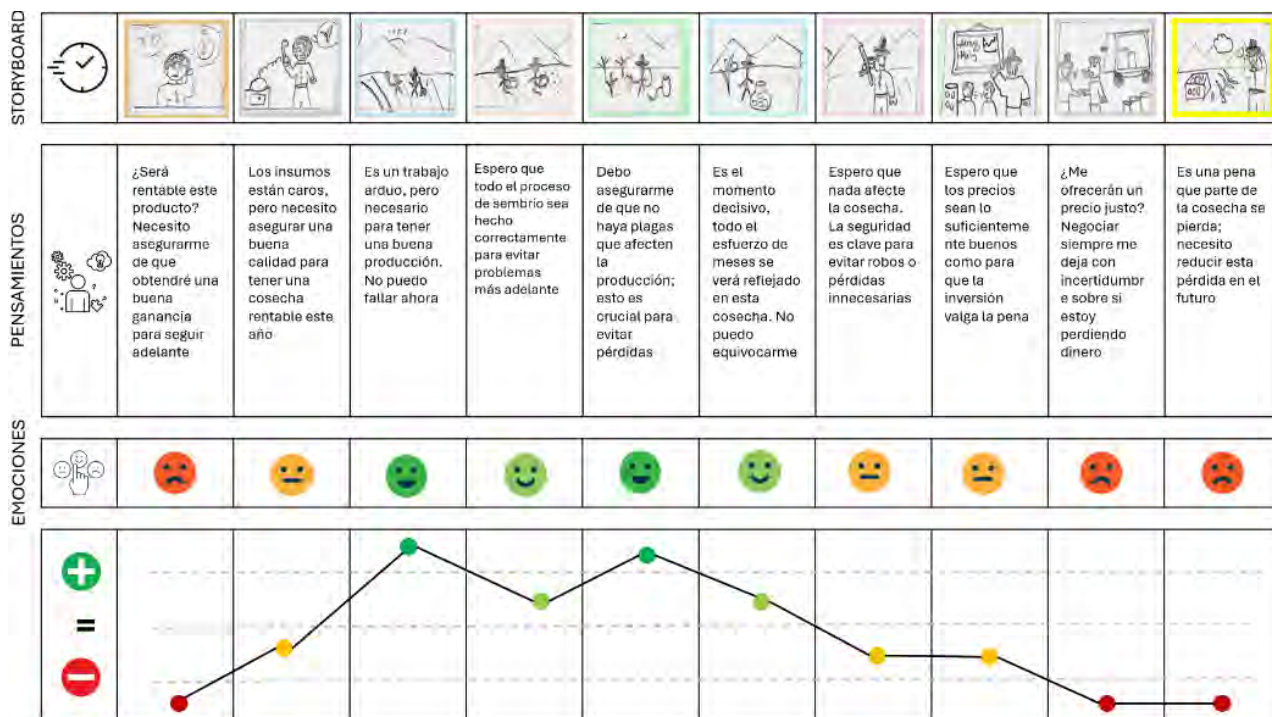 STORYBOARD
PENSAMIENTOS
¿Será
rentable este
producto?
Necesito
asegurarme
de que
obtendré una
buena
ganancia
para seguir
adelante
Los insumos
están caros,
pero necesito
asegurar una
buena
calidad para
tener una
cosecha
rentable este
año
Es un trabajo
arduo, pero
necesario
para tener
una buena
producción.
No puedo
fallar ahora
Espero que
todo el proceso
de sembrio sea
hecho
correctamente
para evitar
problemas
más adelante
Debo
asegurarme
de que no
haya plagas
que afecten
la
producción;
esto es
crucial para
evitar
pérdidas
Es el
momento
decisivo,
todo el
esfuerzo de
meses se
verá reflejado
en esta
cosecha. No
puedo
equivocarme
Espero que
nada afecte
la cosecha.
La seguridad
es clave para
evitar robos o
pérdidas
innecesarias
Espero que
los precios
sean lo
suficienteme
nte buenos
como para
que la
inversión
valga la pena
¿Me
ofrecerán un
precio justo?
Negociar
siempre me
deja con
incertidumbr
e sobre si
estoy
perdiendo
dinero
Es una pena
que parte de
la cosecha se
pierda;
necesito
reducir esta
pérdida en el
futuro
EMOCIONES
+
=
−